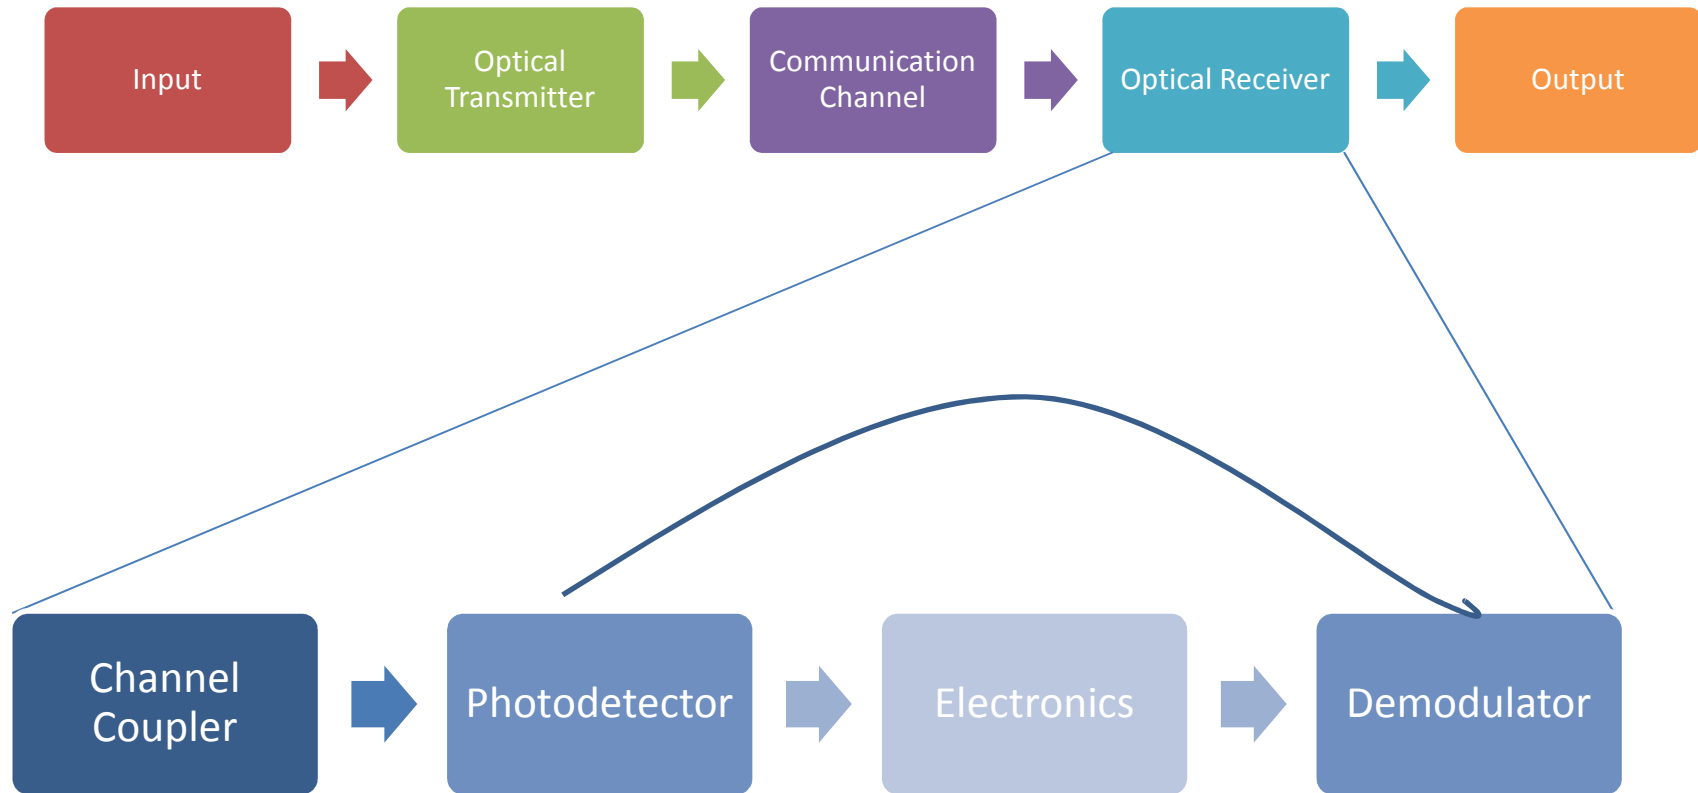 Input
Optical
Transmitter
Communication
Channel
Optical Receiver
Output
Channel
Coupler
Photodetector
Electronics
Demodulator